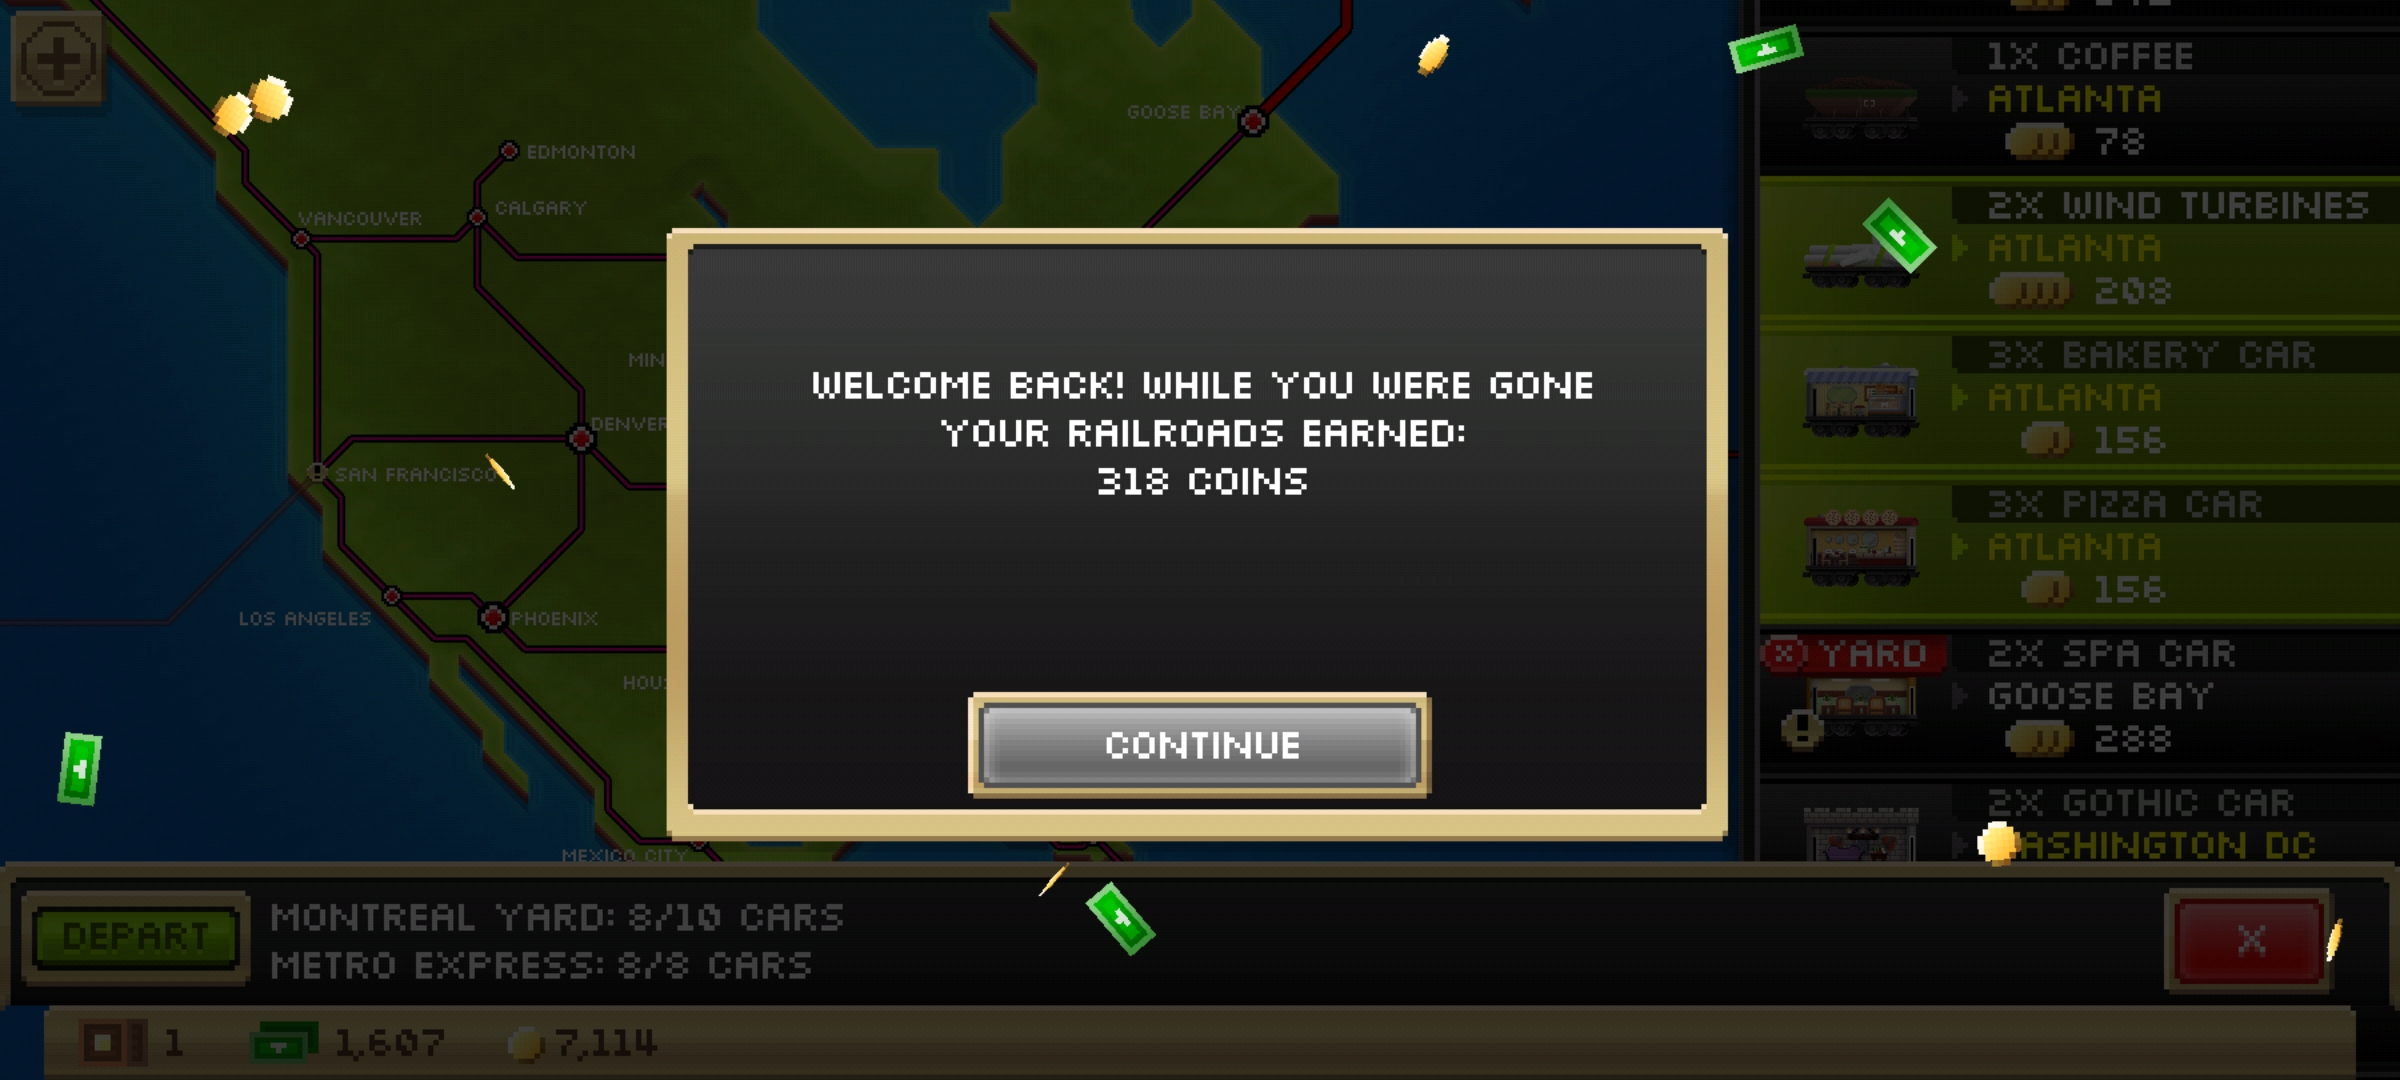 1X COFFEE
ATLANTA
78
2X WIND TURBINES
ATLANTA
208
3X BAKERY CAR
ATLANTA
156
3X PIZZA CAR
ATLANTA
156
YARD
2X SPA CAR
GOOSE BAY
288
2X GOTHIC CAR
ASHINGTON DC
GOOSE BAY
EDMONTON
CALGARY
VANCOUVER
MIN
DENVER
SAN FRANCISCO
LOS ANGELES
PHOENIX
HOU
MEXICO CITY
WELCOME BACK! WHILE YOU WERE GONE
YOUR RAILROADS EARNED:
318 COINS
CONTINUE
DEPART
MONTREAL YARD: 8/10 CARS
METRO EXPRESS: 8/8 CARS
X
1
1,607
7,114